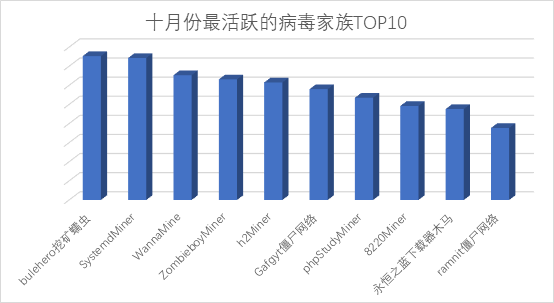 十月份最活跃的病毒家族TOP10
bulehero挖矿蠕虫
SystemdMiner
WannaMine
ZombieboyMiner
h2Miner
Gafgyt僵尸网络
phpStudyMiner
8220Miner
永恒之蓝下载器木马
ramnit僵尸网络